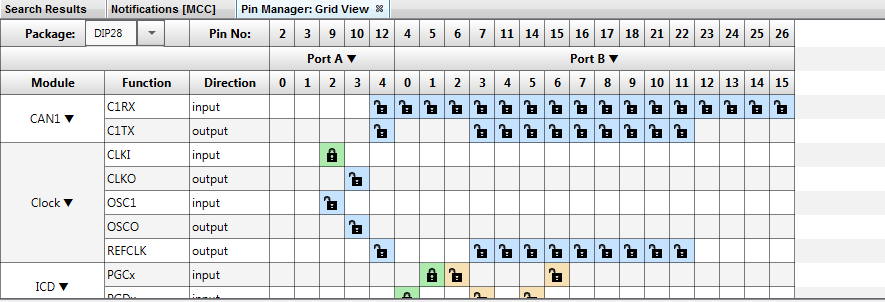 Search Results Notifications [MCC] Pin Manager: Grid View
Package: DIP28 Pin No: 2 3 9 10 12 4 5 6 7 11 14 15 16 17 18 21 22 23 24 25 26
Port A ▼ Port B ▼
Module Function Direction 0 1 2 3 4 0 1 2 3 4 5 6 7 8 9 10 11 12 13 14 15
CAN1 ▼ C1RX input
C1TX output
Clock ▼ CLKI input
CLKO output
OSC1 input
OSCO output
REFCLK output
ICD ▼ PGCx input
PGDx input